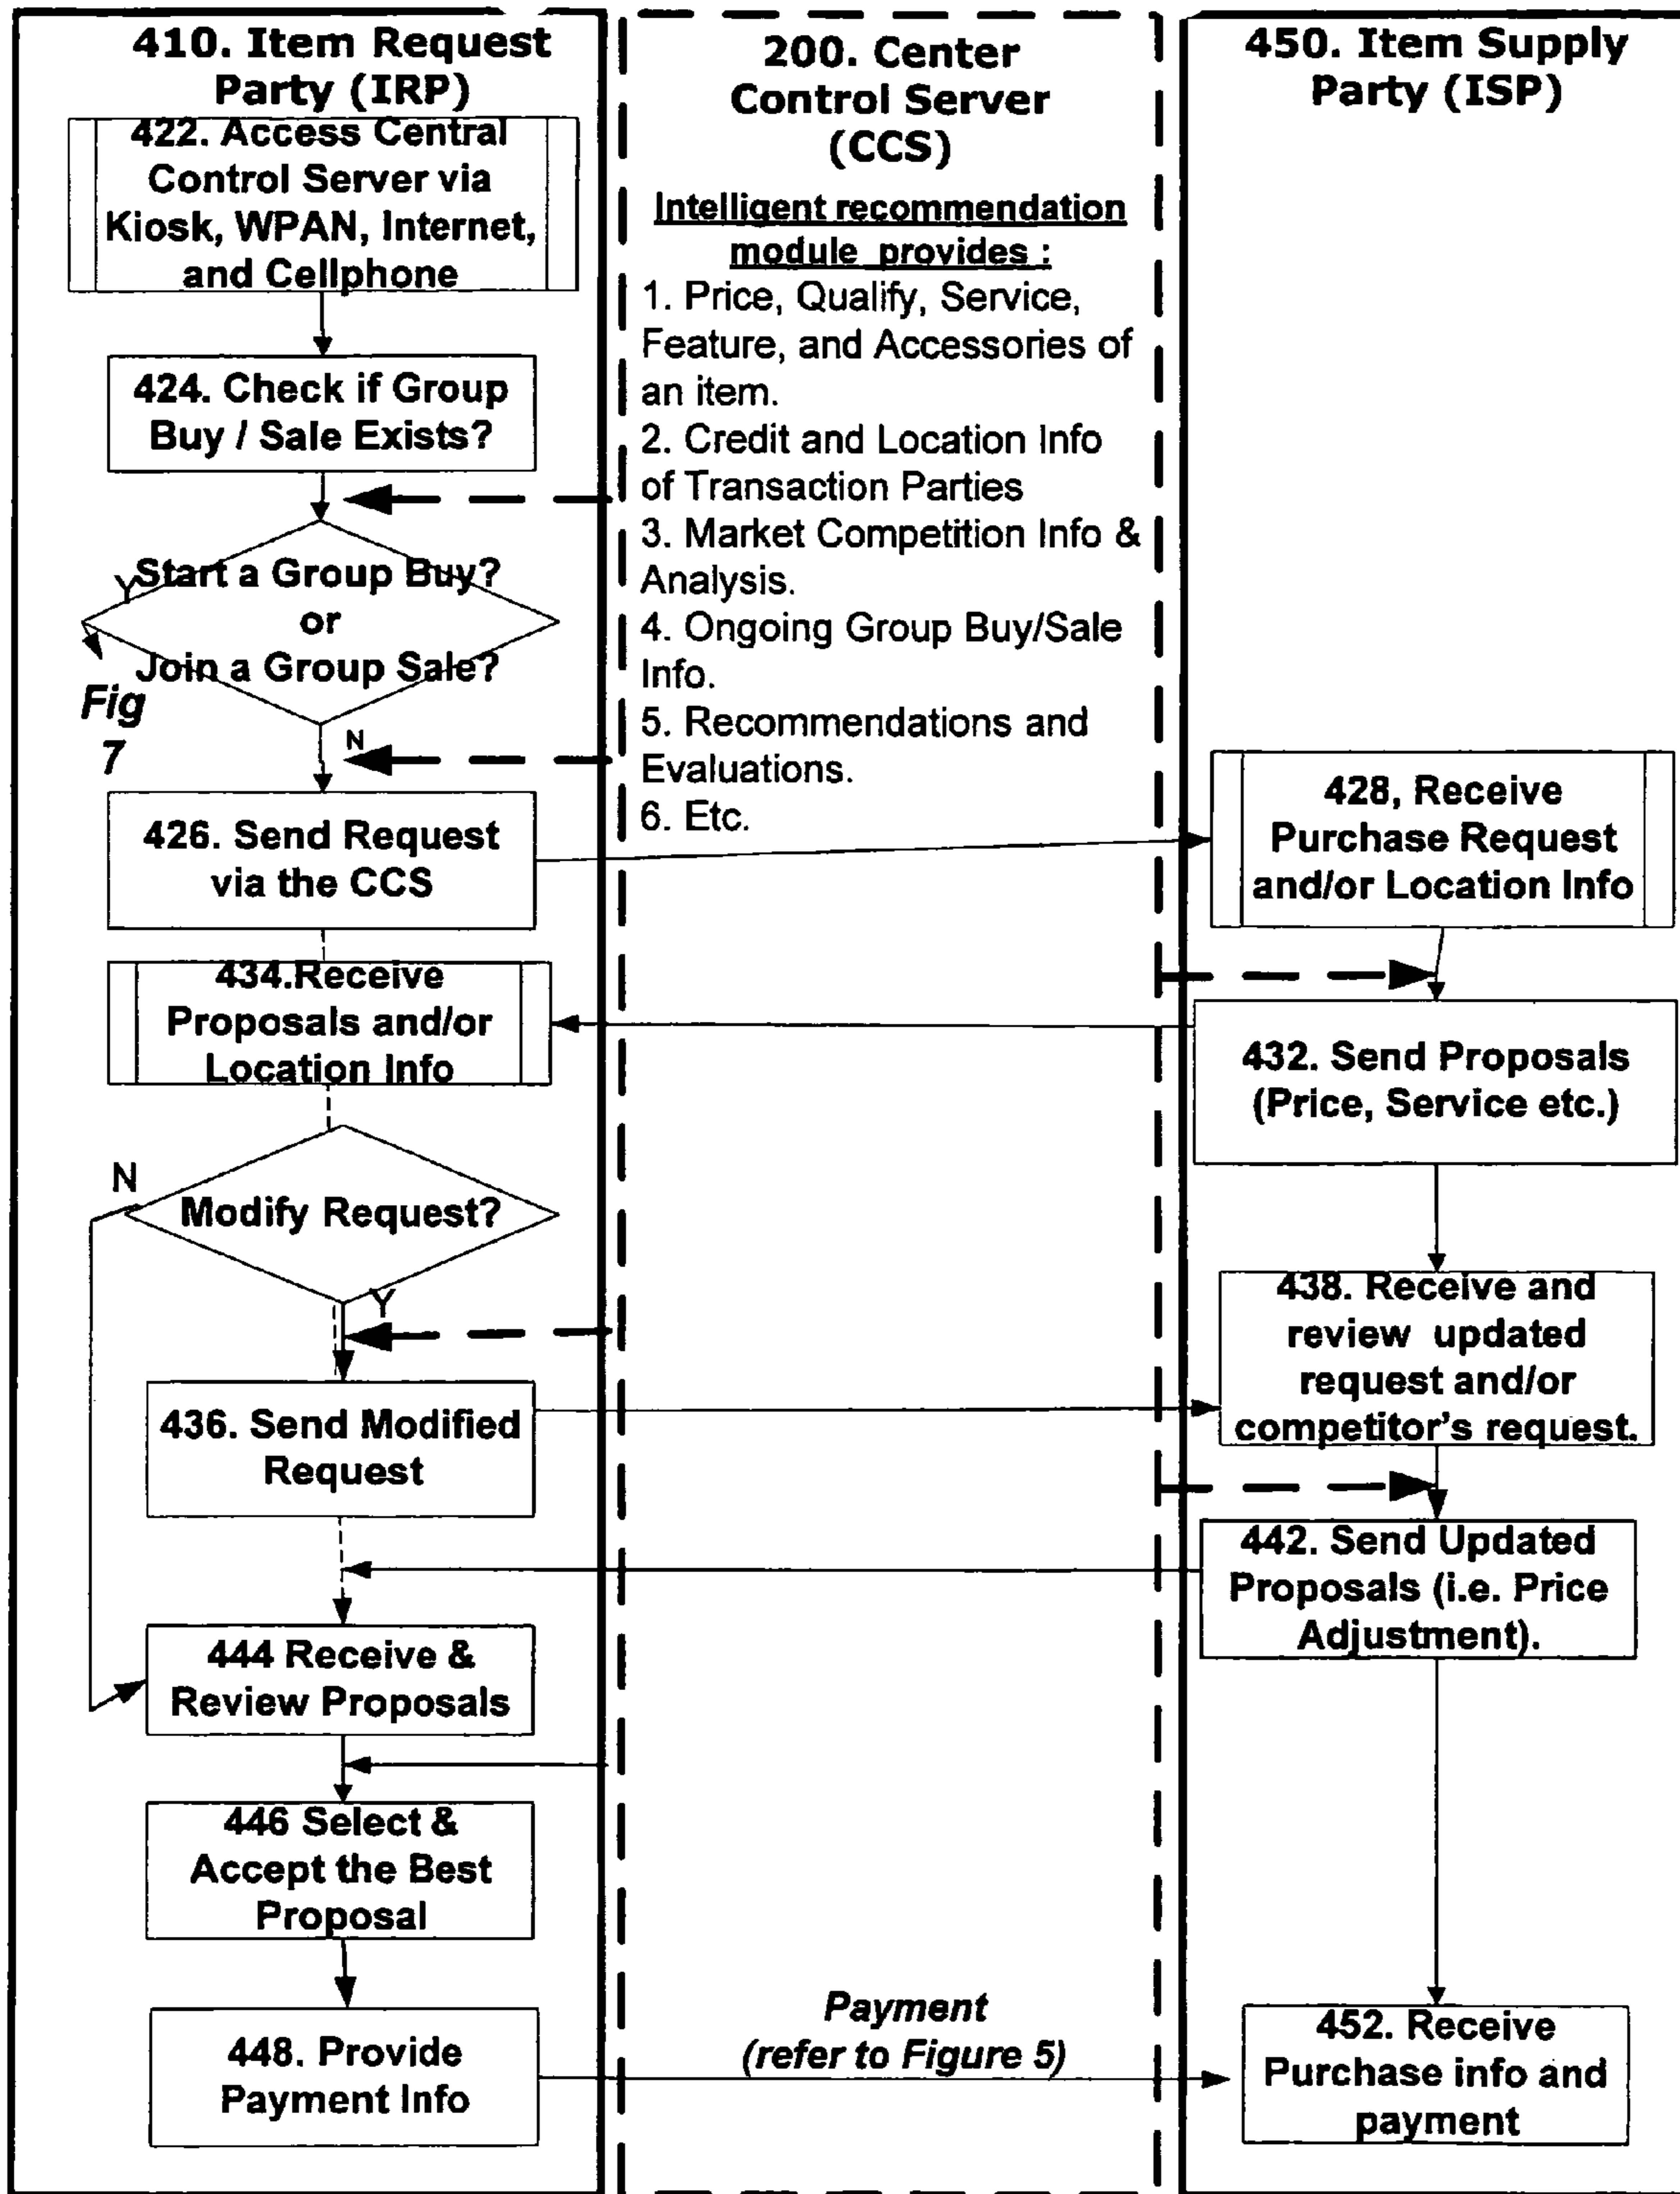 410. Item Request
Party (IRP)
422. Access Central
Control Server via
Kiosk, WPAN, Internet,
and Cellphone
424. Check if Group
Buy / Sale Exists?
Y
Start a Group Buy?
or
Join a Group Sale?
Fig
7
N
426. Send Request
via the CCS
434.Receive
Proposals and/or
Location Info
N
Modify Request?
Y
436. Send Modified
Request
444 Receive &
Review Proposals
446 Select &
Accept the Best
Proposal
448. Provide
Payment Info
200. Center
Control Server
(CCS)
Intelligent recommendation
module provides :
1. Price, Qualify, Service,
Feature, and Accessories of
an item.
2. Credit and Location Info
of Transaction Parties
3. Market Competition Info &
Analysis.
4. Ongoing Group Buy/Sale
Info.
5. Recommendations and
Evaluations.
6. Etc.
Payment
(refer to Figure 5)
450. Item Supply
Party (ISP)
428, Receive
Purchase Request
and/or Location Info
432. Send Proposals
(Price, Service etc.)
438. Receive and
review updated
request and/or
competitor's request.
442. Send Updated
Proposals (i.e. Price
Adjustment).
452. Receive
Purchase info and
payment